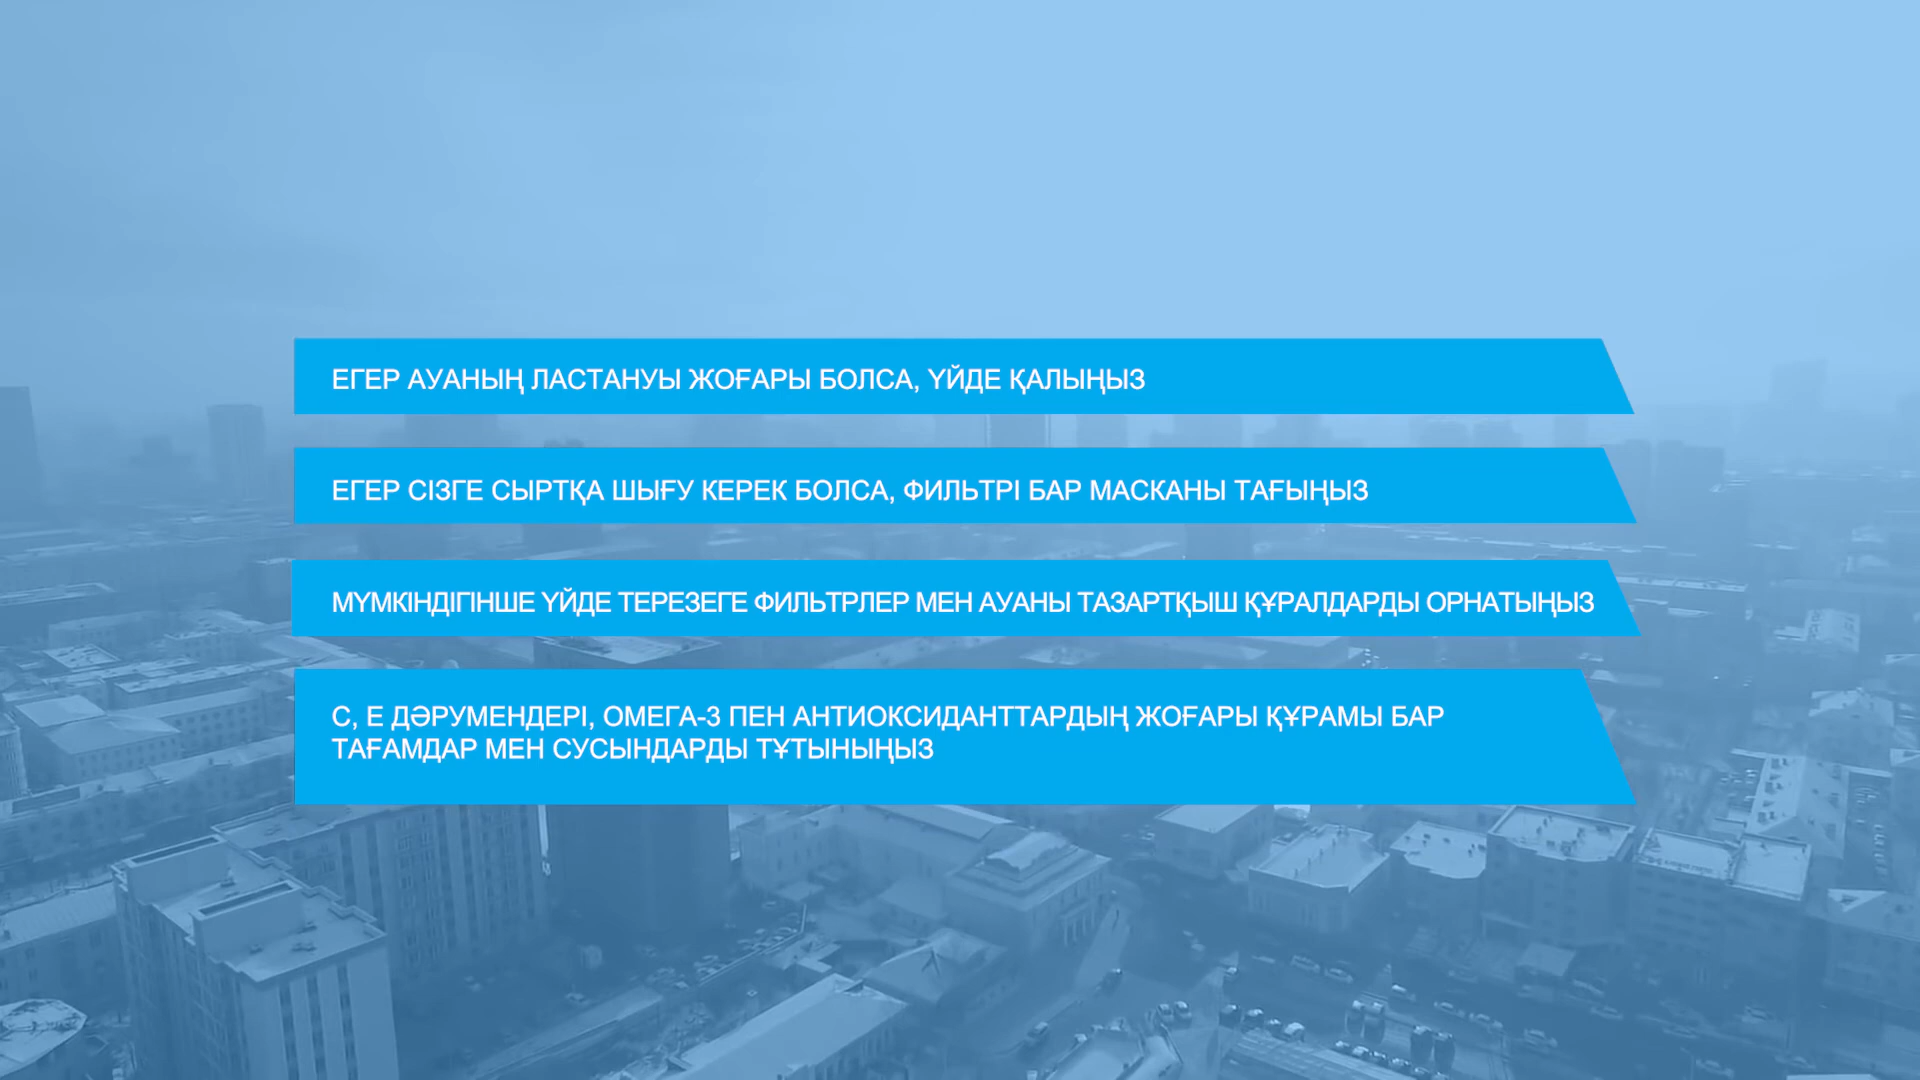 ЕГЕР АУАНЫҢ ЛАСТАНУЫ ЖОҒАРЫ БОЛСА, ҮЙДЕ ҚАЛЫҢЫЗ
ЕГЕР СІЗГЕ СЫРТҚА ШЫҒУ КЕРЕК БОЛСА, ФИЛЬТРІ БАР МАСКАНЫ ТАҒЫҢЫЗ
МҮМКІНДІГІНШЕ ҮЙДЕ ТЕРЕЗЕГЕ ФИЛЬТРЛЕР МЕН АУАНЫ ТАЗАРТҚЫШ ҚҰРАЛДАРДЫ ОРНАТЫҢЫЗ
С, Е ДӘРУМЕНДЕРІ, ОМЕГА-3 ПЕН АНТИОКСИДАНТТАРДЫҢ ЖОҒАРЫ ҚҰРАМЫ БАР
ТАҒАМДАР МЕН СУСЫНДАРДЫ ТҰТЫНЫҢЫЗ